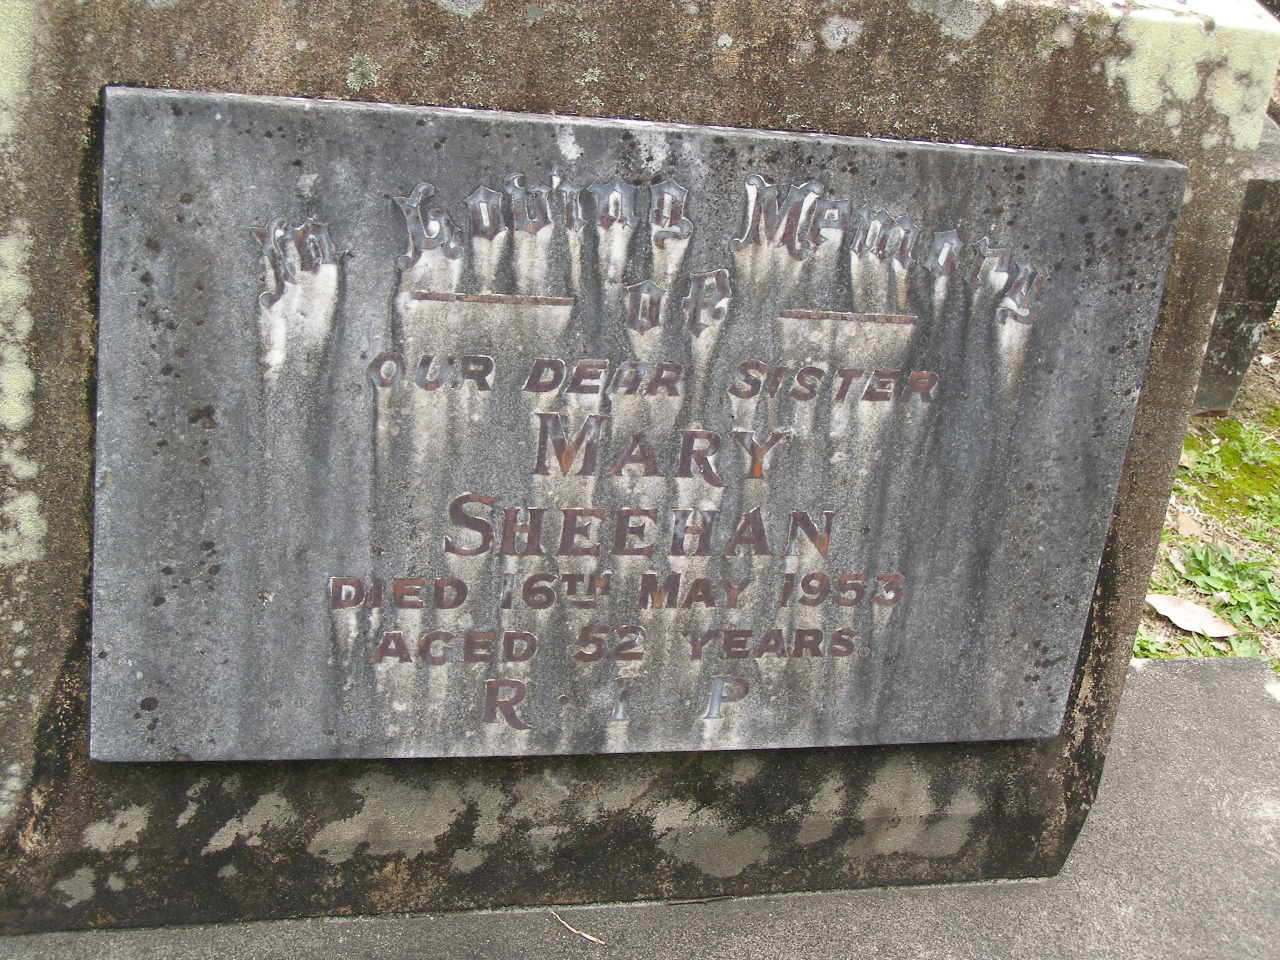 In Loving Memory
of
OUR DEAR SISTER
MARY
SHEEHAN
DIED 16TH MAY 1953
AGED 52 YEARS.
R·I·P